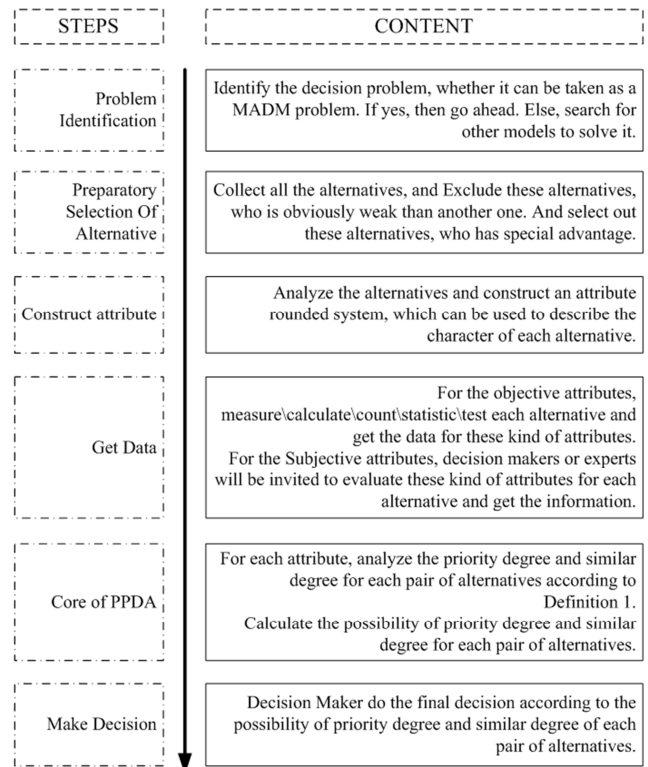 STEPS
CONTENT
Problem
Identification
Identify the decision problem, whether it can be taken as a
MADM problem. If yes, then go ahead. Else, search for
other models to solve it.
Preparatory
Selection Of
Alternative
Collect all the alternatives, and Exclude these alternatives,
who is obviously weak than another one. And select out
these alternatives, who has special advantage.
Construct attribute
Analyze the alternatives and construct an attribute
rounded system, which can be used to describe the
character of each alternative.
Get Data
For the objective attributes,
measure\calculate\count\statistic\test each alternative and
get the data for these kind of attributes.
For the Subjective attributes, decision makers or experts
will be invited to evaluate these kind of attributes for each
alternative and get the information.
Core of PPDA
For each attribute, analyze the priority degree and similar
degree for each pair of alternatives according to
Definition 1.
Calculate the possibility of priority degree and similar
degree for each pair of alternatives.
Make Decision
Decision Maker do the final decision according to the
possibility of priority degree and similar degree of each
pair of alternatives.